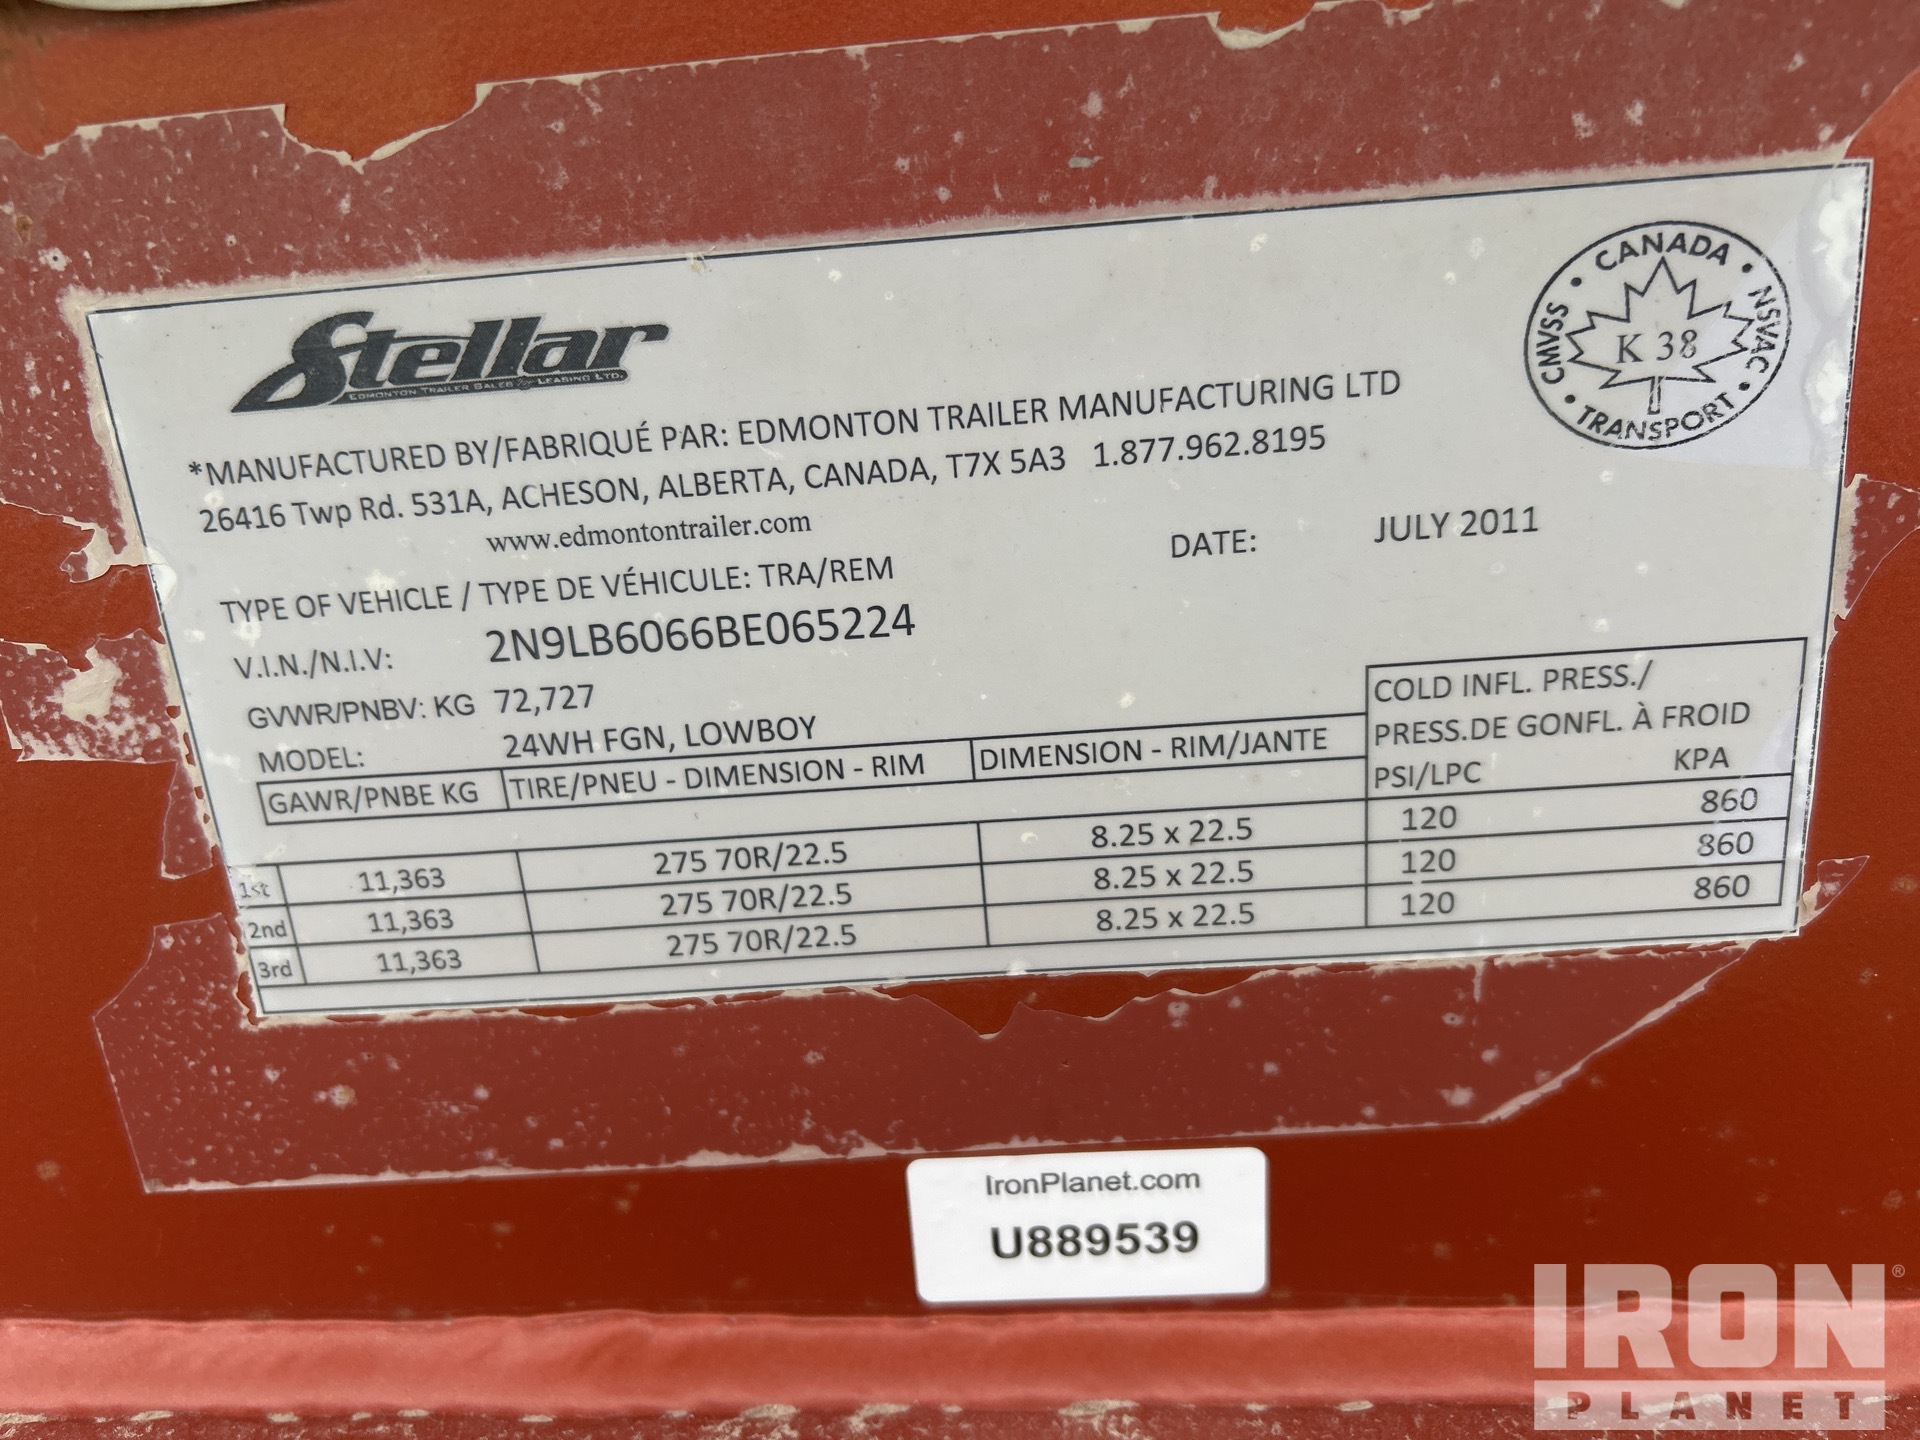 Stellar
EDMONTON TRAILER SALES & LEASING LTD.
CANADA
CMVSS
NSVAC
K 38
TRANSPORT
*MANUFACTURED BY/FABRIQUÉ PAR: EDMONTON TRAILER MANUFACTURING LTD
26416 Twp Rd. 531A, ACHESON, ALBERTA, CANADA, T7X 5A3 1.877.962.8195
www.edmontontrailer.com
DATE: JULY 2011
TYPE OF VEHICLE / TYPE DE VÉHICULE: TRA/REM
V.I.N./N.I.V: 2N9LB6066BE065224
GVWR/PNBV: KG 72,727
MODEL: 24WH FGN, LOWBOY
COLD INFL. PRESS./
PRESS.DE GONFL. À FROID
PSI/LPC KPA
GAWR/PNBE KG TIRE/PNEU - DIMENSION - RIM DIMENSION - RIM/JANTE
1st 11,363 275 70R/22.5 8.25 x 22.5 120 860
2nd 11,363 275 70R/22.5 8.25 x 22.5 120 860
3rd 11,363 275 70R/22.5 8.25 x 22.5 120 860
IronPlanet.com
U889539
IRON®
PLANET